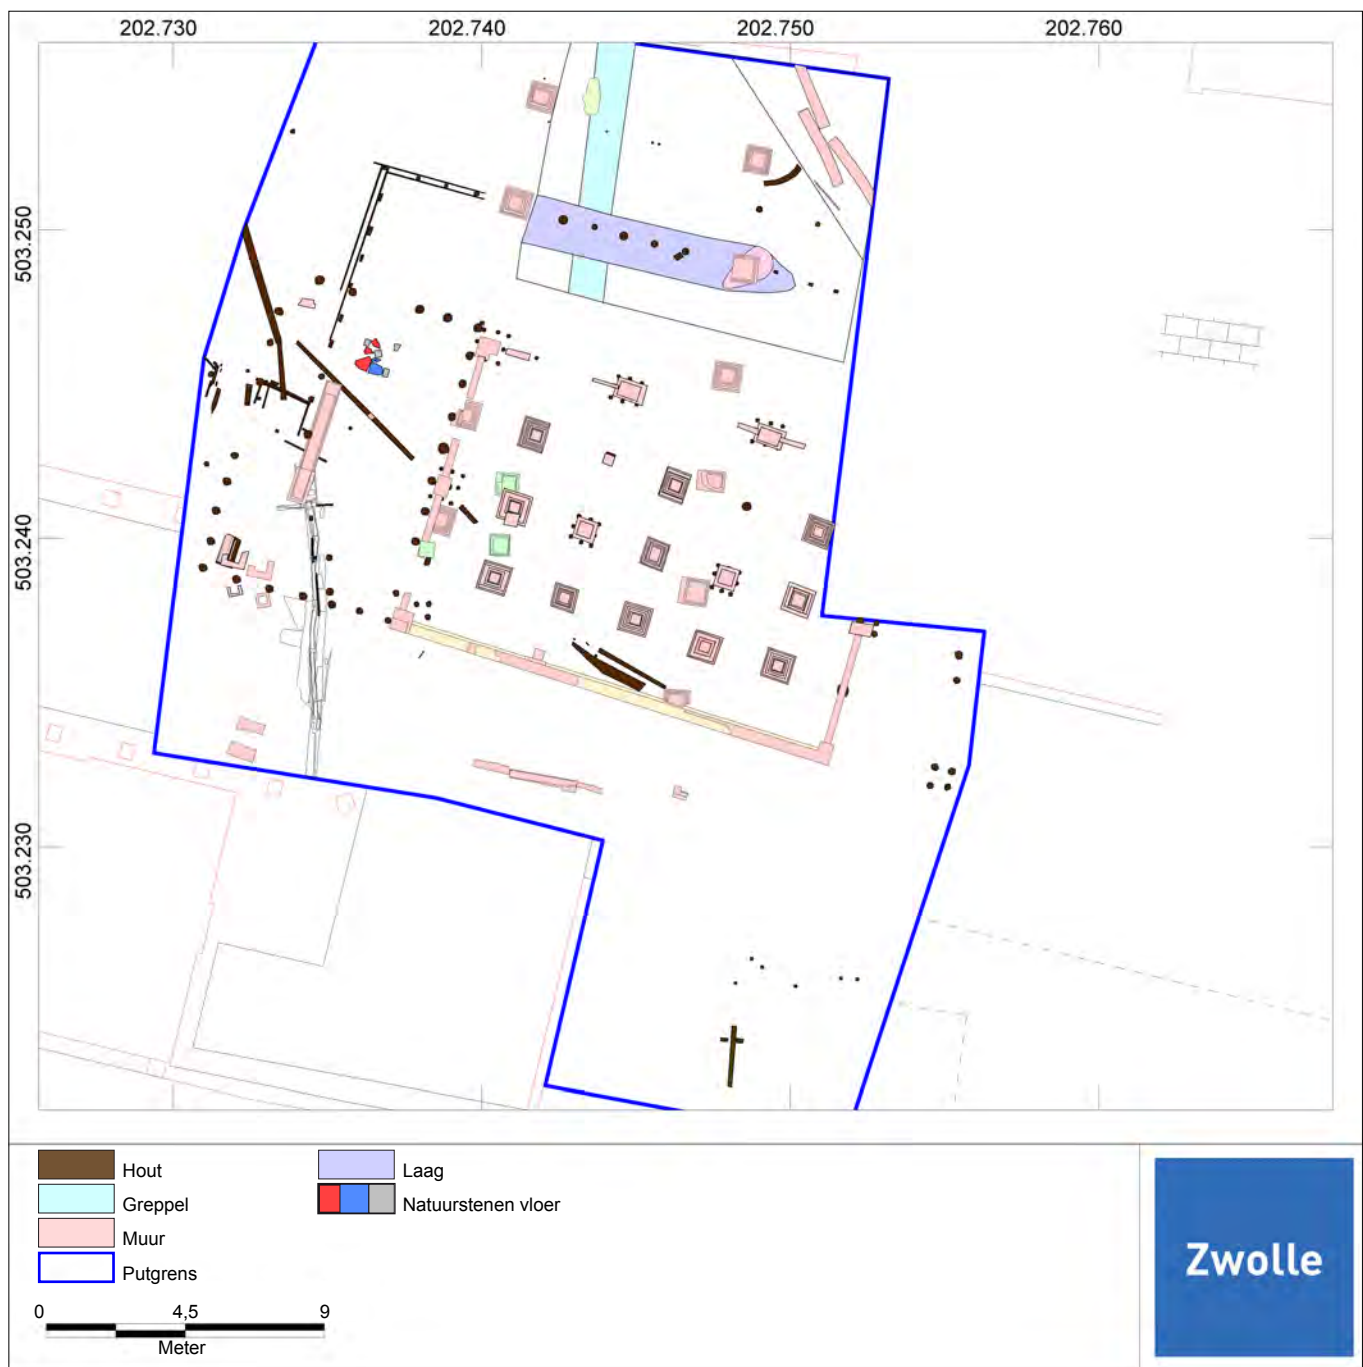 202.730 202.740 202.750 202.760
503.250
503.240
503.230
Hout
Greppel
Muur
Putgrens
Laag
Natuurstenen vloer
0 4,5 9
Meter
Zwolle